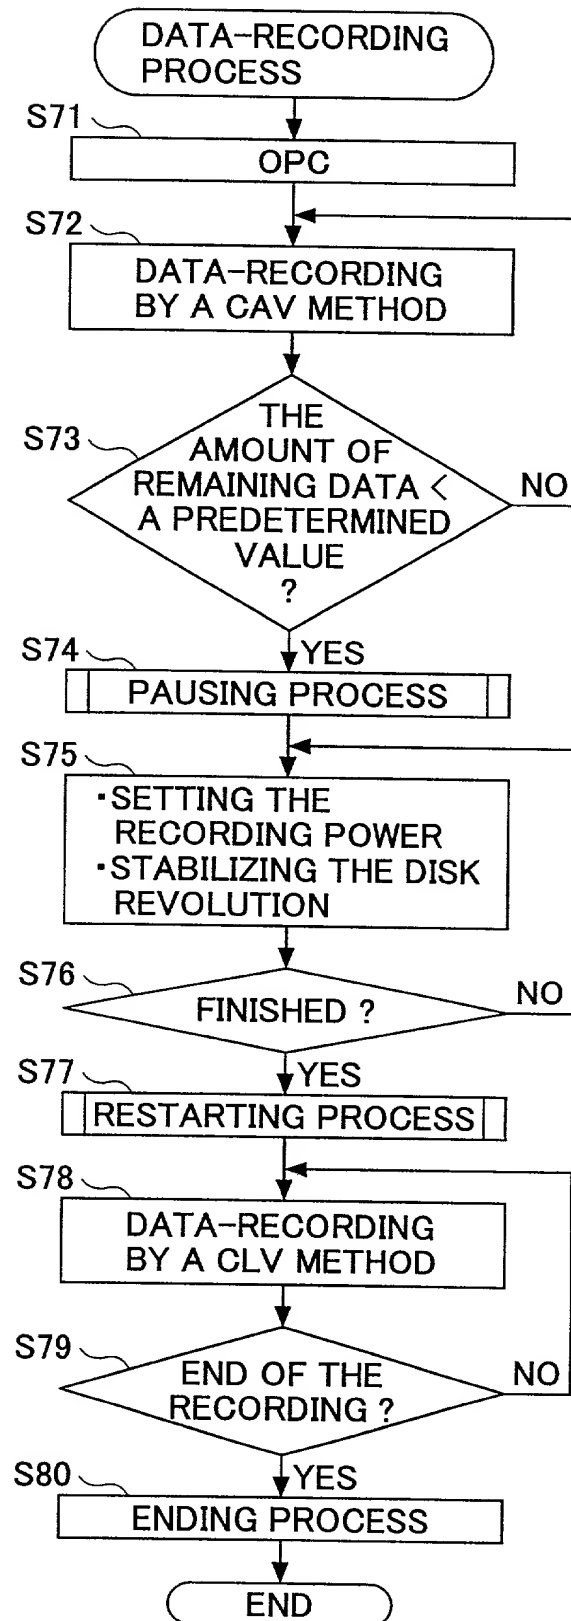 DATA-RECORDING
PROCESS
S71
OPC
S72
DATA-RECORDING
BY A CAV METHOD
S73
THE
AMOUNT OF
REMAINING DATA <
A PREDETERMINED
VALUE
?
NO
YES
S74
PAUSING PROCESS
S75
・SETTING THE
RECORDING POWER
・STABILIZING THE DISK
REVOLUTION
S76
FINISHED ?
NO
YES
S77
RESTARTING PROCESS
S78
DATA-RECORDING
BY A CLV METHOD
S79
END OF THE
RECORDING ?
NO
YES
S80
ENDING PROCESS
END